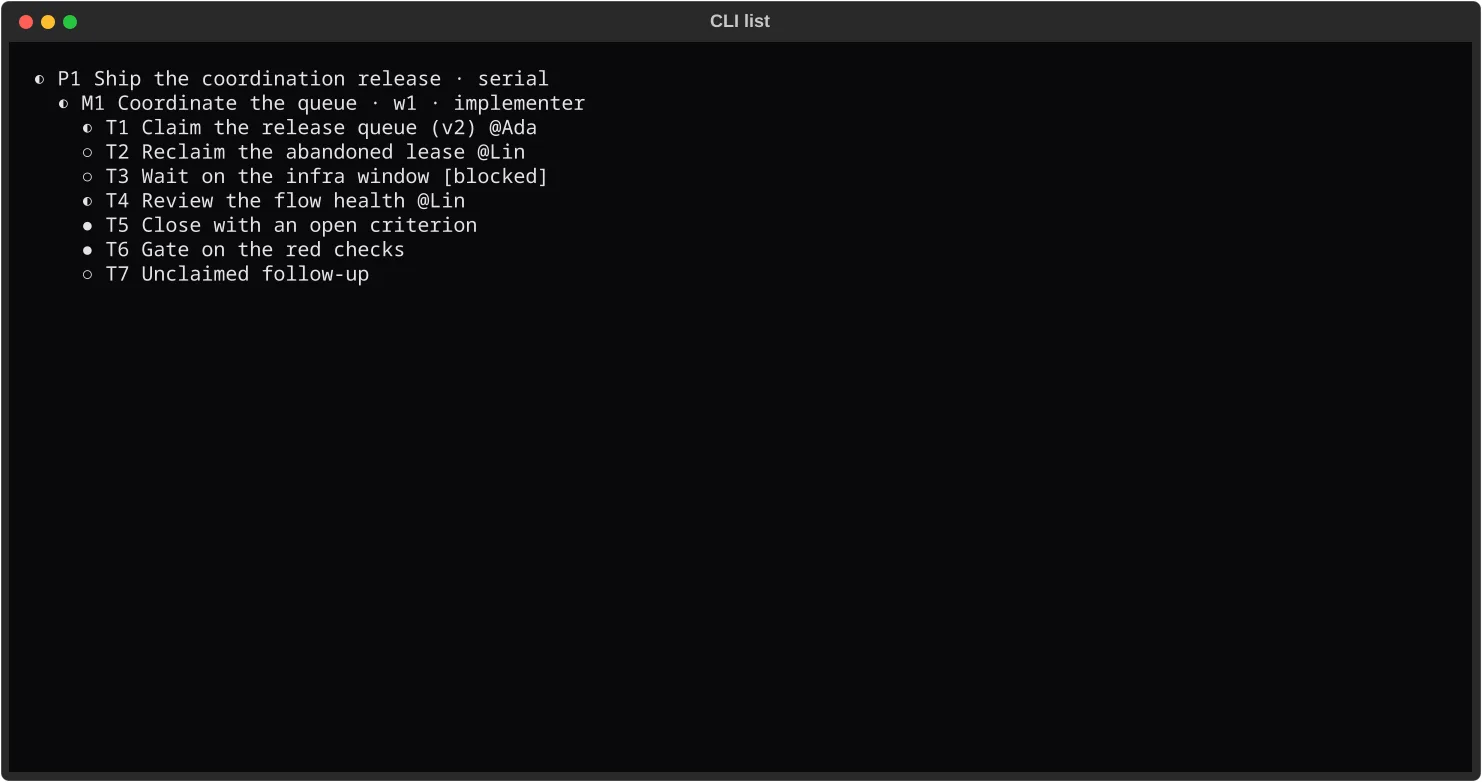 CLI list
◐ P1 Ship the coordination release · serial
◐ M1 Coordinate the queue · w1 · implementer
◐ T1 Claim the release queue (v2) @Ada
○ T2 Reclaim the abandoned lease @Lin
○ T3 Wait on the infra window [blocked]
◐ T4 Review the flow health @Lin
● T5 Close with an open criterion
● T6 Gate on the red checks
○ T7 Unclaimed follow-up